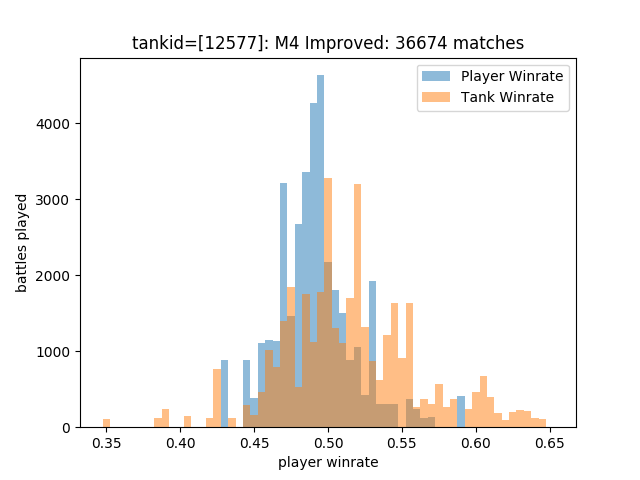 tankid=[12577]: M4 Improved: 36674 matches
Player Winrate
Tank Winrate
battles played
4000
3000
2000
1000
0
0.35 0.40 0.45 0.50 0.55 0.60 0.65
player winrate